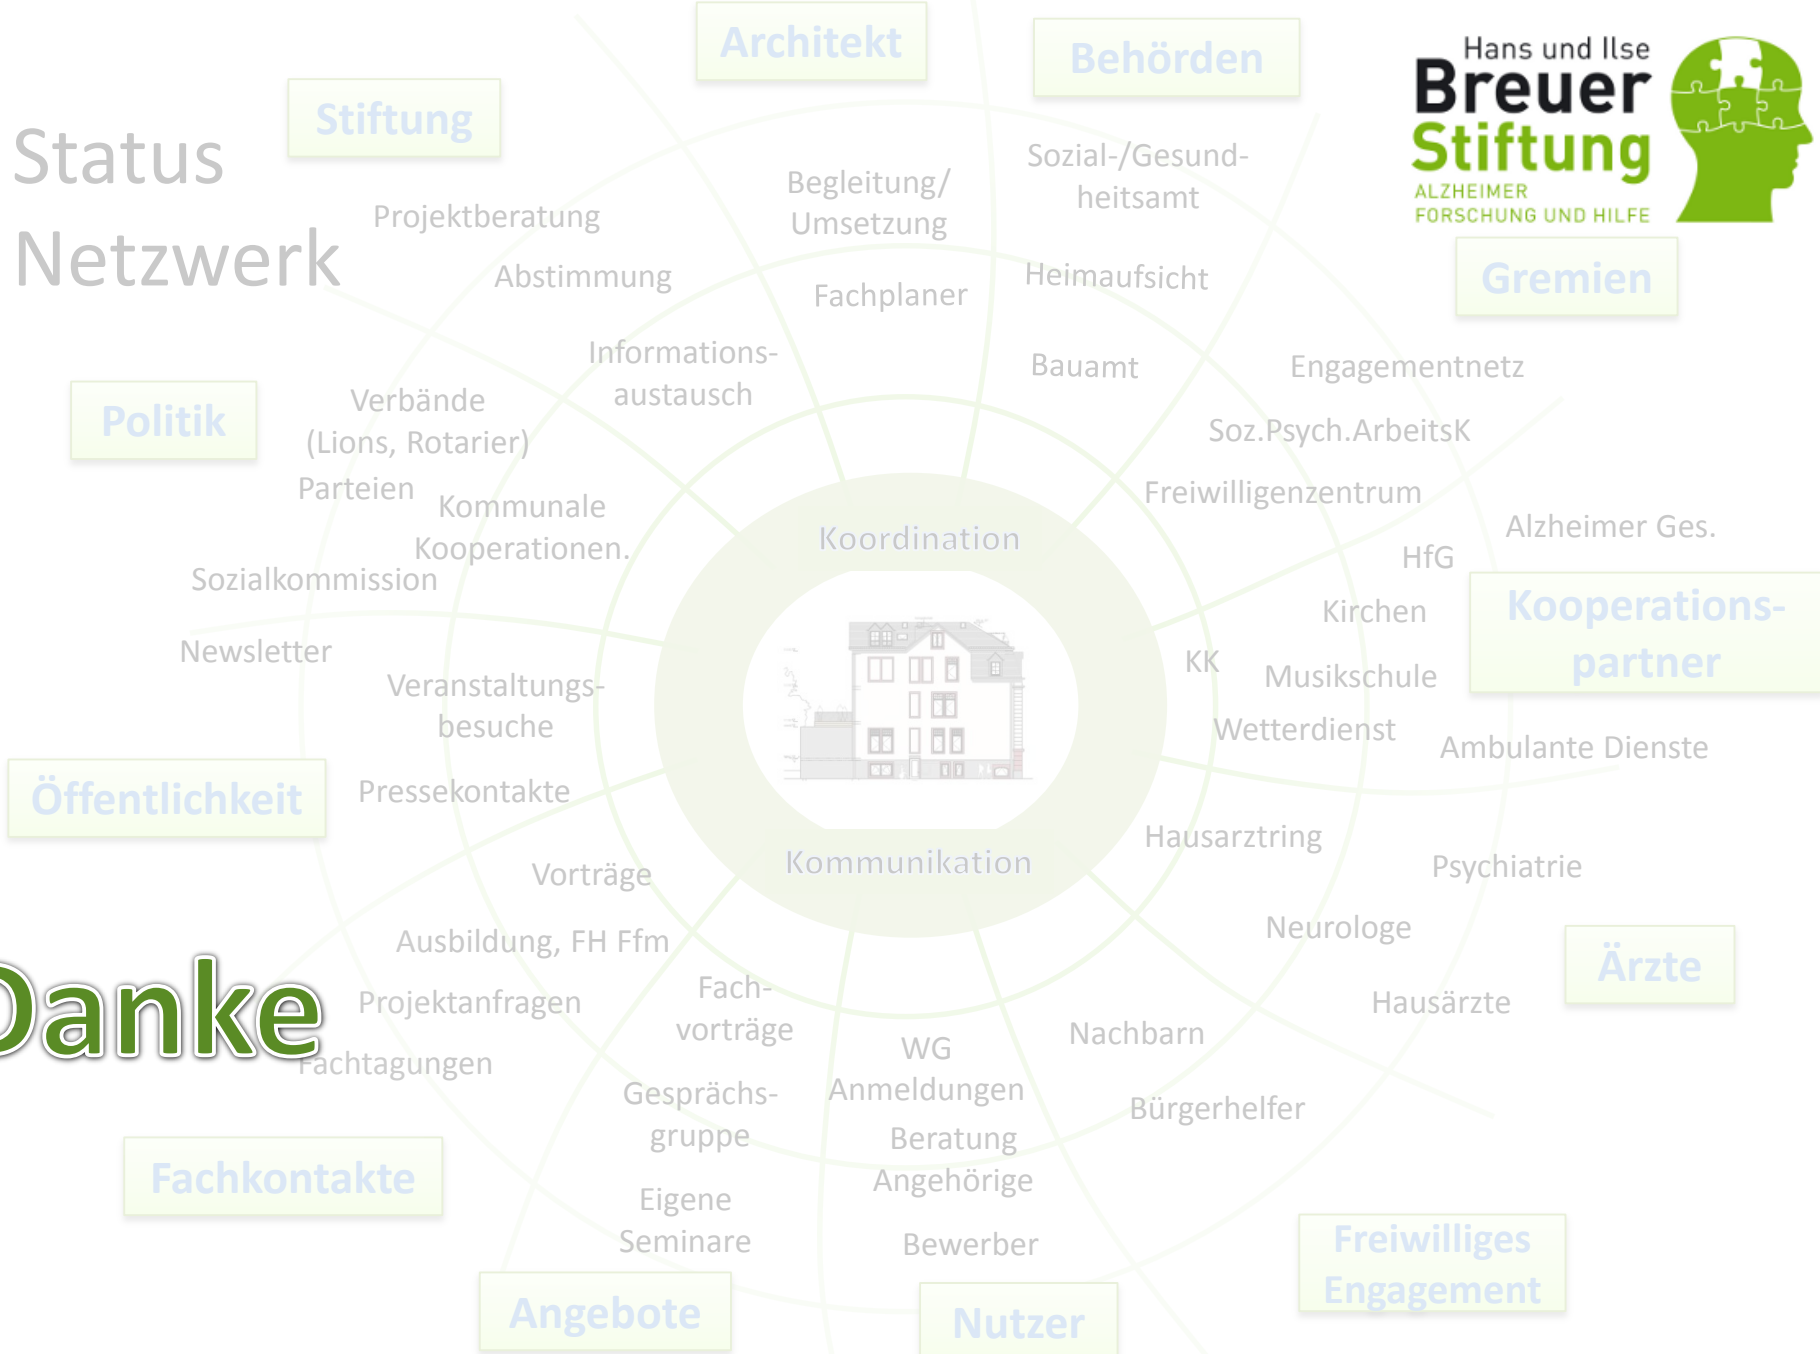 Status
Netzwerk
Hans und Ilse
Breuer
Stiftung
ALZHEIMER
FORSCHUNG UND HILFE
Architekt
Begleitung/
Umsetzung
Fachplaner
Behörden
Sozial-/Gesund-
heitsamt
Heimaufsicht
Bauamt
Gremien
Engagementnetz
Soz.Psych.ArbeitsK
Freiwilligenzentrum
Stiftung
Projektberatung
Abstimmung
Informations-
austausch
Politik
Verbände
(Lions, Rotarier)
Parteien
Kommunale
Kooperationen.
Sozialkommission
Koordination
Kommunikation
Alzheimer Ges.
HfG
Kirchen
Kooperations-
partner
KK
Musikschule
Wetterdienst
Ambulante Dienste
Newsletter
Veranstaltungs-
besuche
Öffentlichkeit
Pressekontakte
Vorträge
Hausarztring
Psychiatrie
Neurologe
Ärzte
Hausärzte
Danke
Ausbildung, FH Ffm
Projektanfragen
Fachtagungen
Fachkontakte
Fach-
vorträge
Gesprächs-
gruppe
Eigene
Seminare
Angebote
WG
Anmeldungen
Beratung
Angehörige
Bewerber
Nutzer
Nachbarn
Bürgerhelfer
Freiwilliges
Engagement